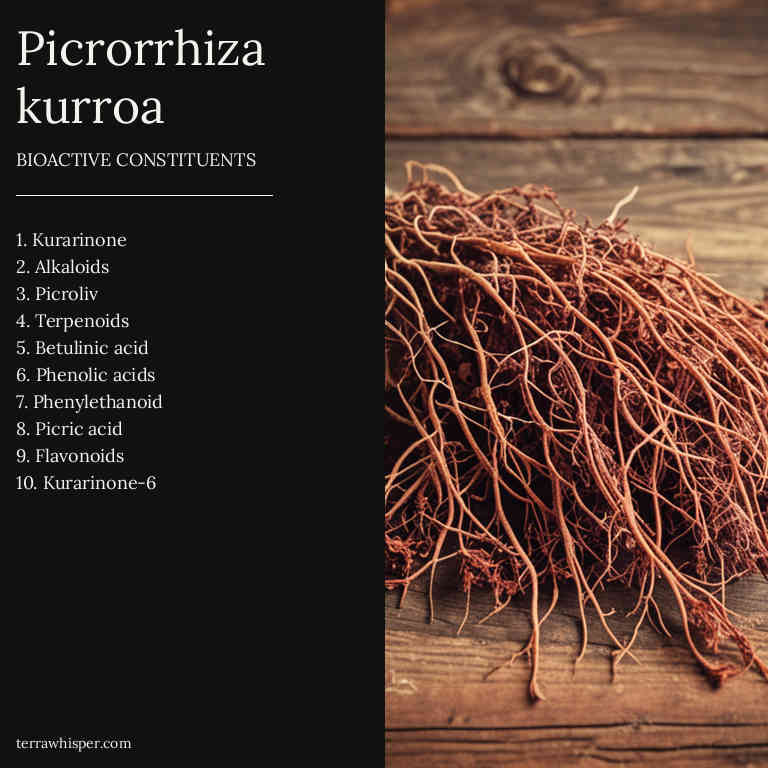 Picrorrhiza
kurroa
BIOACTIVE CONSTITUENTS
1. Kurarinone
2. Alkaloids
3. Picroliv
4. Terpenoids
5. Betulinic acid
6. Phenolic acids
7. Phenylethanoid
8. Picric acid
9. Flavonoids
10. Kurarinone-6
terrawhisper.com